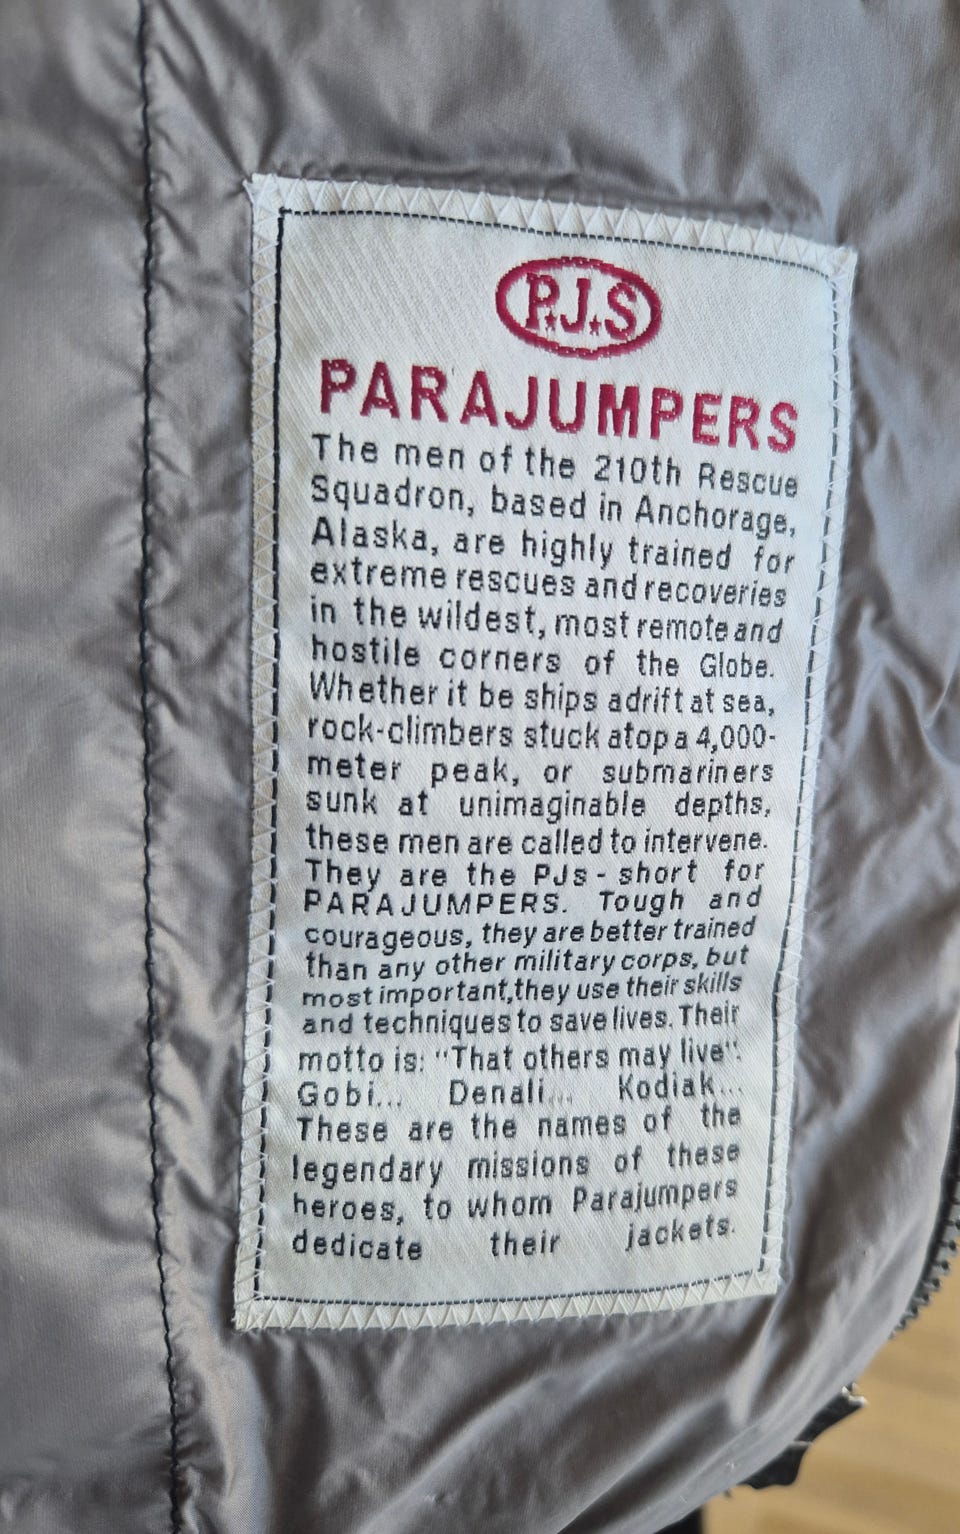 P.J.S
PARAJUMPERS
The men of the 210th Rescue
Squadron, based in Anchorage,
Alaska, are highly trained for
extreme rescues and recoveries
in the wildest, most remote and
hostile corners of the Globe.
Whether it be ships adrift at sea,
rock-climbers stuck atop a 4,000-
meter peak, or submariners
sunk at unimaginable depths,
these men are called to intervene.
They are the PJs - short for
PARAJUMPERS. Tough and
courageous, they are better trained
than any other military corps, but
most important,they use their skills
and techniques to save lives. Their
motto is: "That others may live".
Gobi... Denali... Kodiak...
These are the names of the
legendary missions of these
heroes, to whom Parajumpers
dedicate their jackets.